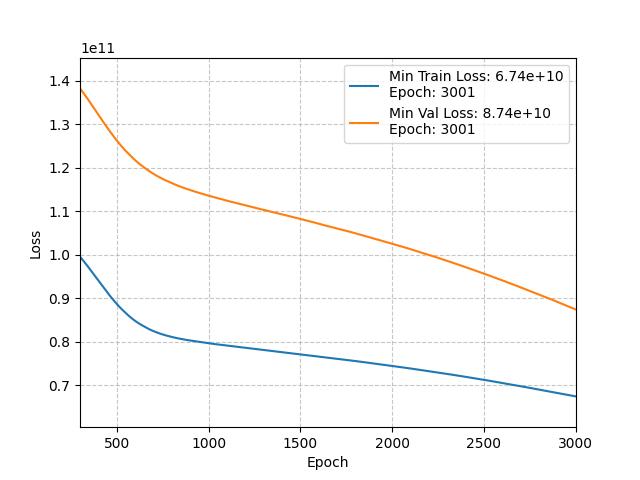 1e11
Min Train Loss: 6.74e+10
Epoch: 3001
Min Val Loss: 8.74e+10
Epoch: 3001
1.4
1.3
1.2
1.1
1.0
0.9
0.8
0.7
Loss
500 1000 1500 2000 2500 3000
Epoch